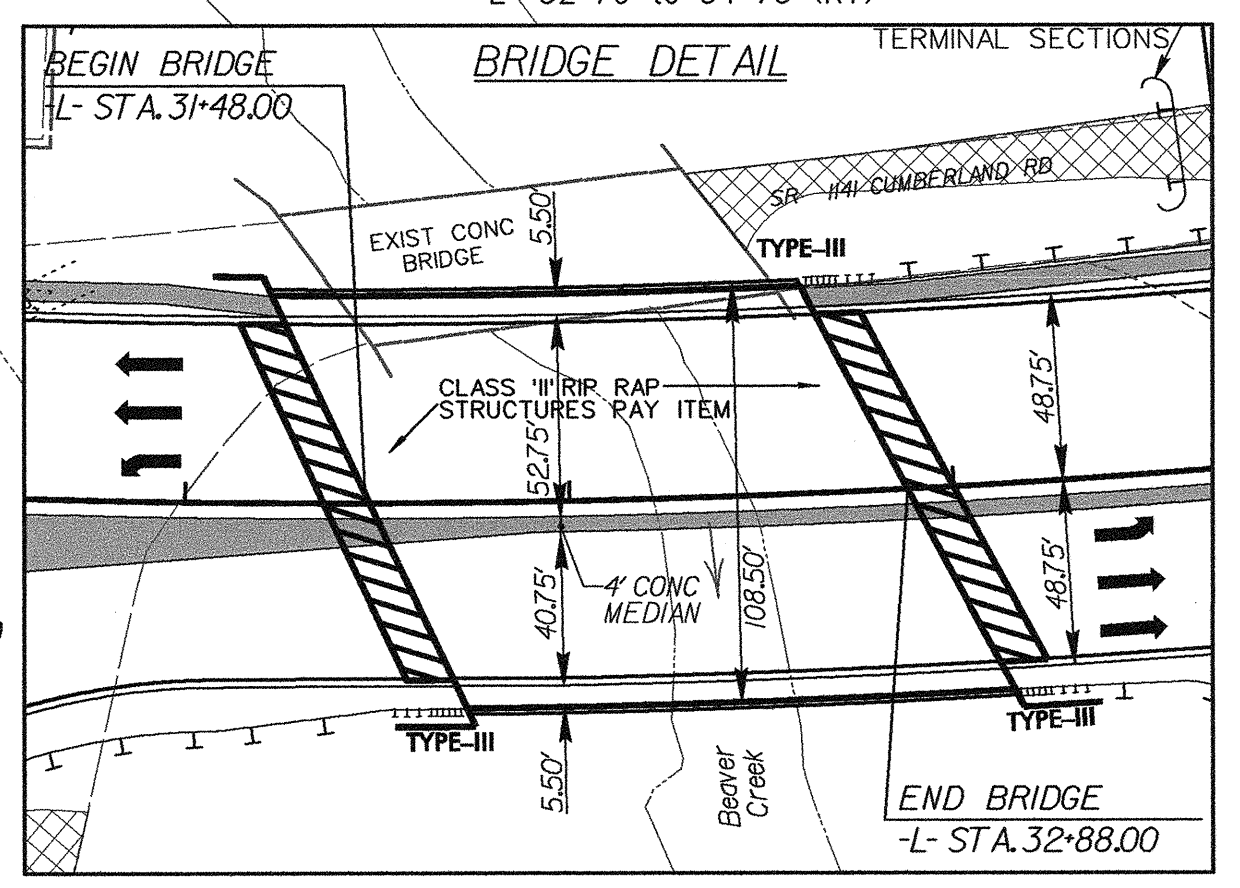 BRIDGE DETAIL
TERMINAL SECTIONS
BEGIN BRIDGE
-L- STA. 31+48.00
SR 1141 CUMBERLAND RD
EXIST CONC
BRIDGE
5.50'
TYPE-III
CLASS 'II' RIP RAP
STRUCTURES PAY ITEM
52.75'
48.75'
4' CONC
MEDIAN
40.75'
108.50'
48.75'
TYPE-III
TYPE-III
5.50'
Beaver
Creek
END BRIDGE
-L- STA. 32+88.00